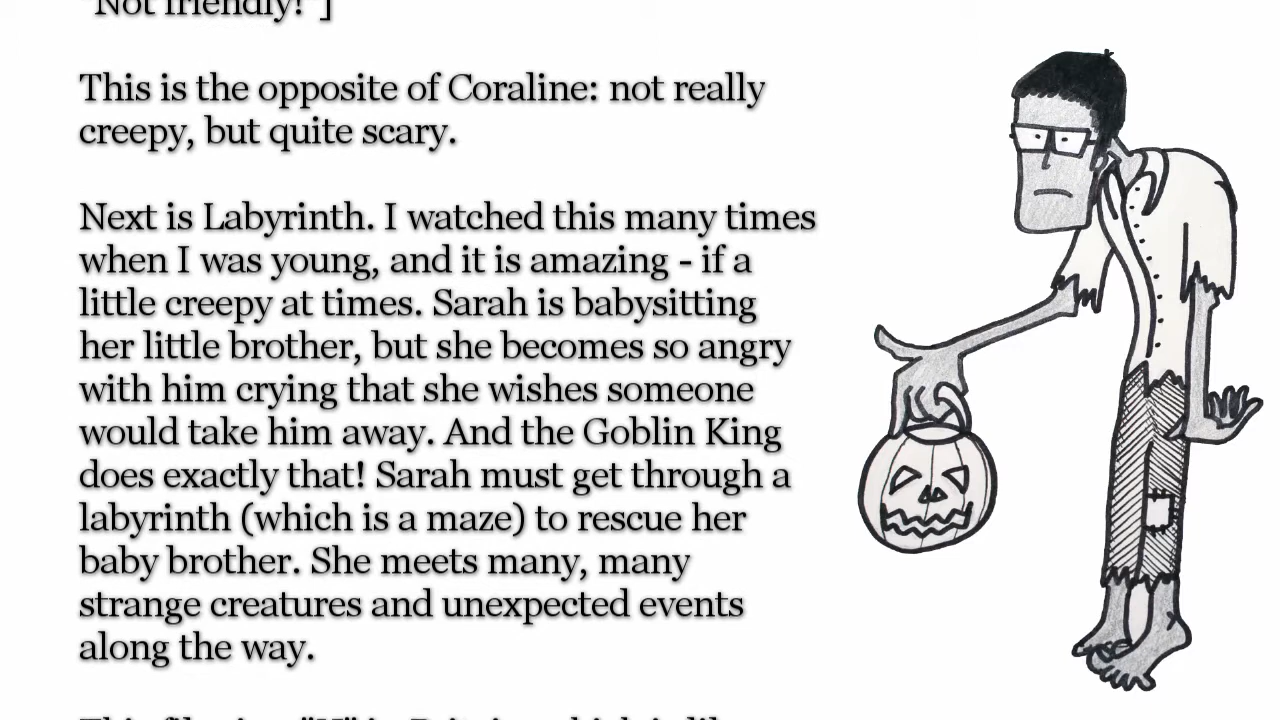 "Not friendly!"]
This is the opposite of Coraline: not really
creepy, but quite scary.
Next is Labyrinth. I watched this many times
when I was young, and it is amazing - if a
little creepy at times. Sarah is babysitting
her little brother, but she becomes so angry
with him crying that she wishes someone
would take him away. And the Goblin King
does exactly that! Sarah must get through a
labyrinth (which is a maze) to rescue her
baby brother. She meets many, many
strange creatures and unexpected events
along the way.